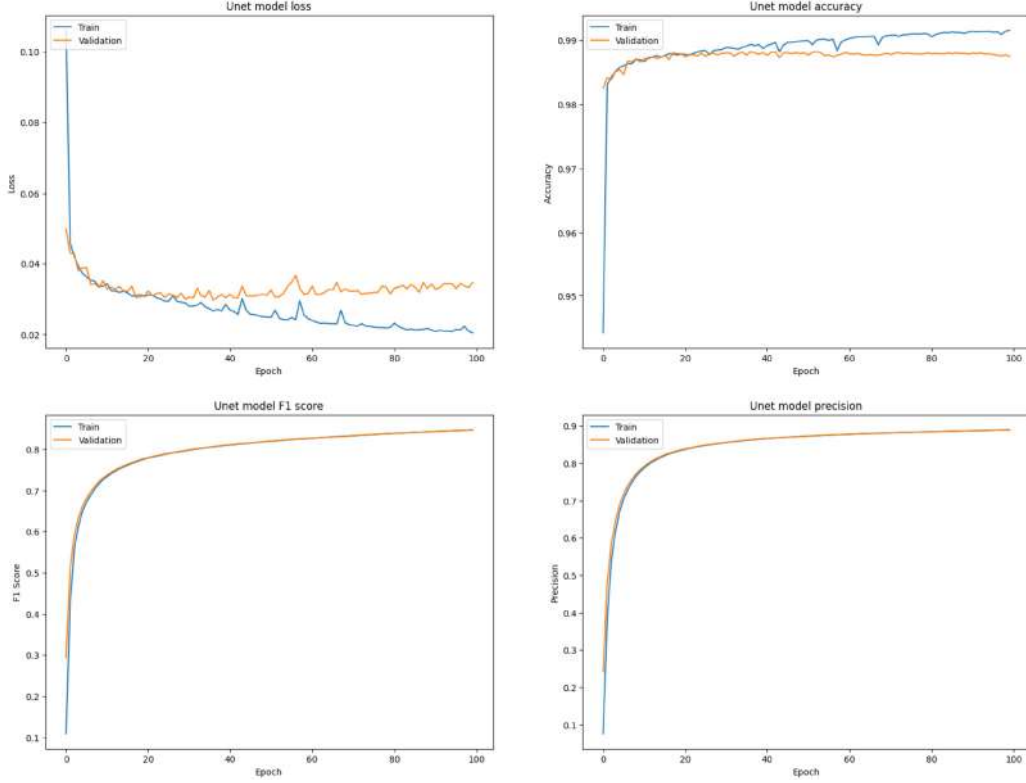 Unet model loss
Train
Validation
0.10
0.08
0.06
0.04
0.02
Loss
0 20 40 60 80 100
Epoch
Unet model accuracy
Train
Validation
0.99
0.98
0.97
0.96
0.95
Accuracy
0 20 40 60 80 100
Epoch
Unet model F1 score
Train
Validation
0.8
0.7
0.6
0.5
0.4
0.3
0.2
0.1
F1 Score
0 20 40 60 80 100
Epoch
Unet model precision
Train
Validation
0.9
0.8
0.7
0.6
0.5
0.4
0.3
0.2
0.1
Precision
0 20 40 60 80 100
Epoch